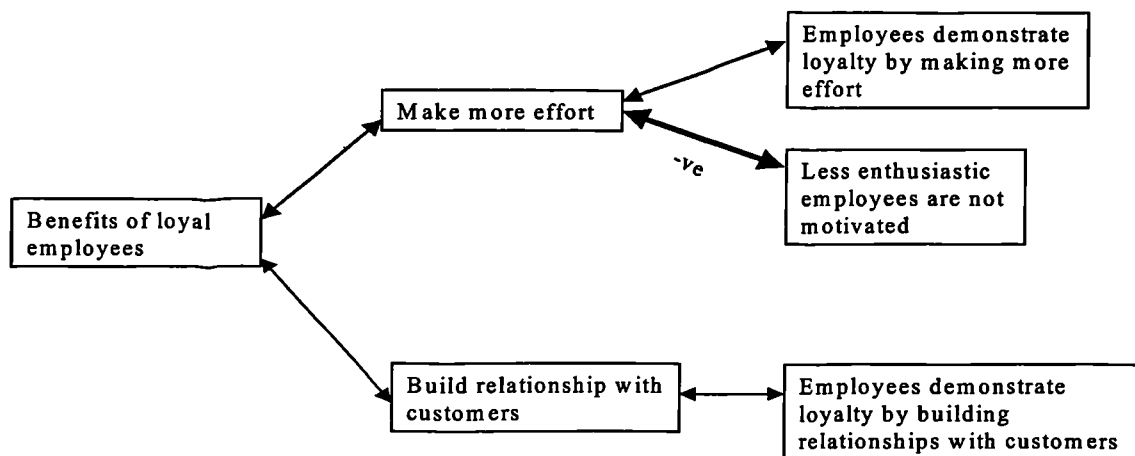 Employees demonstrate
loyalty by making more
effort
Make more effort
-ve
Less enthusiastic
employees are not
motivated
Benefits of loyal
employees
Build relationship with
customers
Employees demonstrate
loyalty by building
relationships with customers